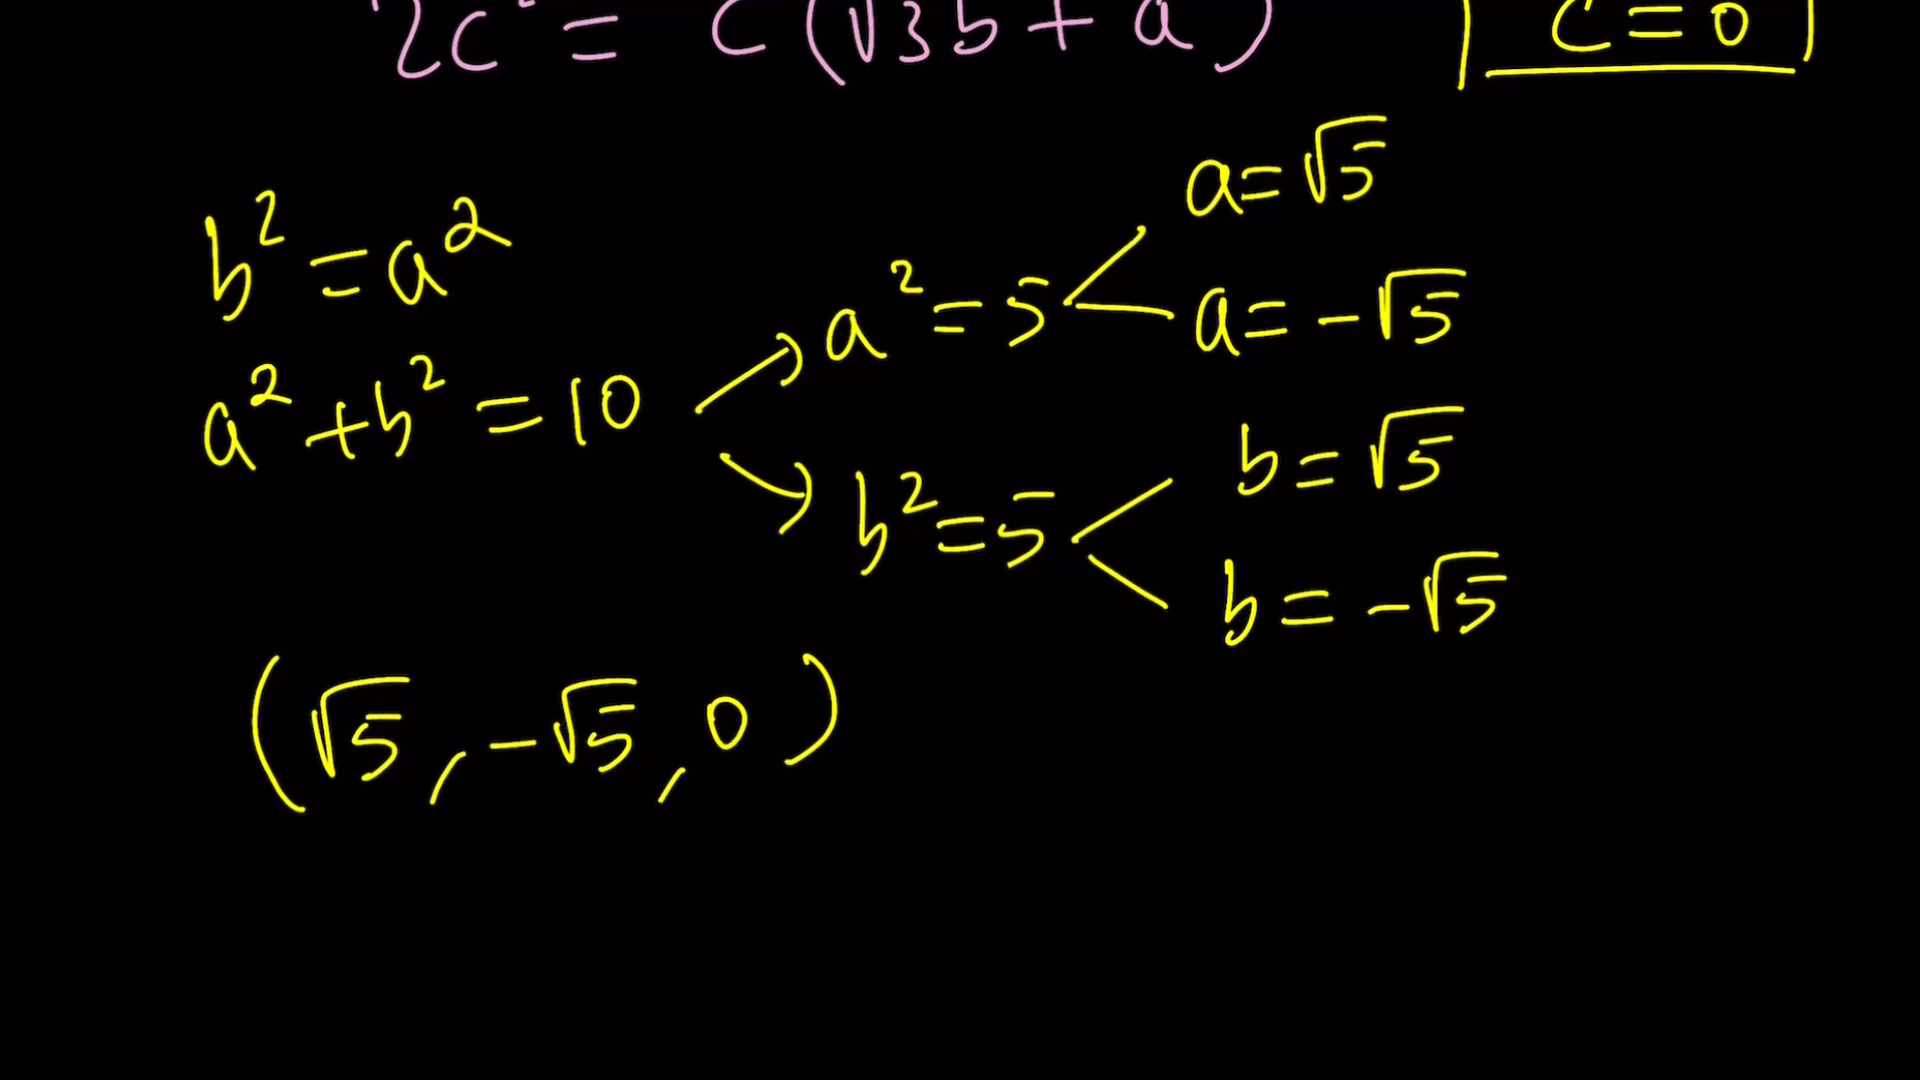 2c² = c(√3b + a)
c = 0
b² = a²
a² + b² = 10
a² = 5
a = √5
a = -√5
b² = 5
b = √5
b = -√5
(√5, -√5, 0)